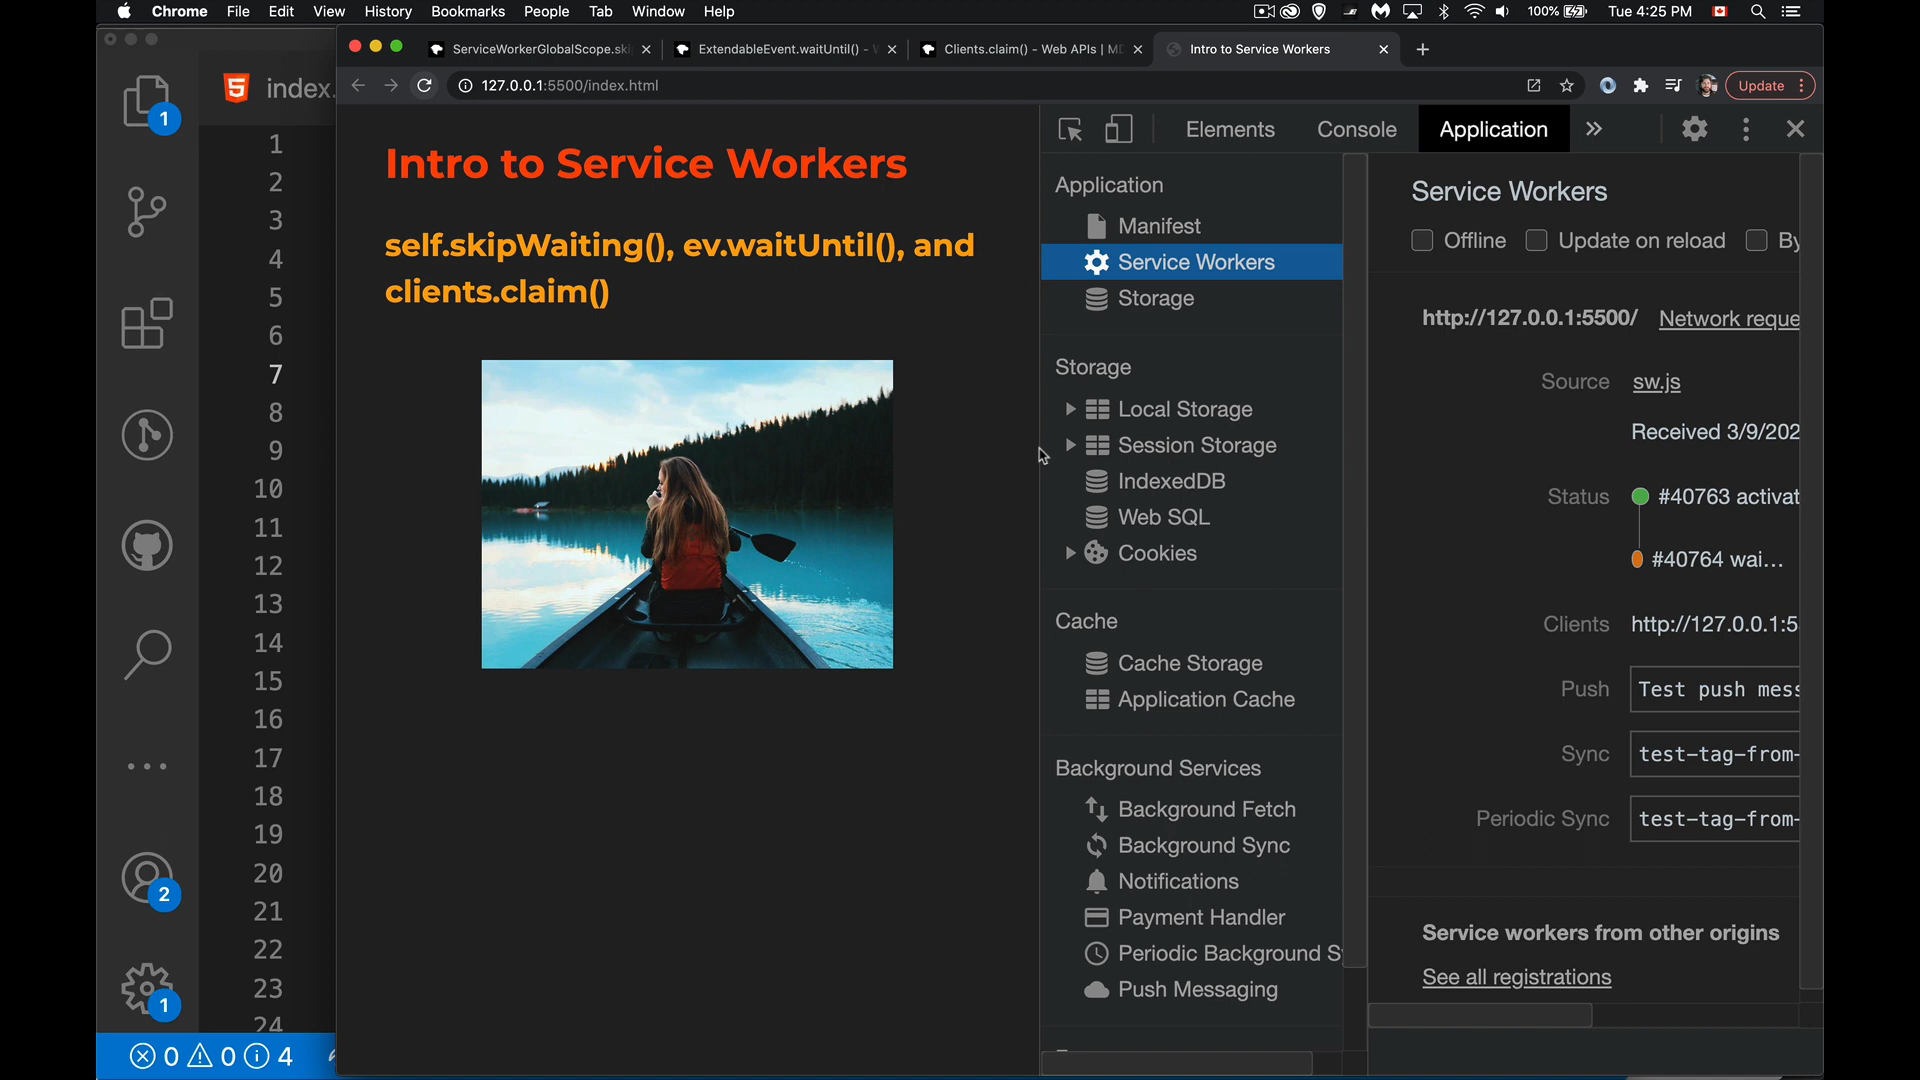 Chrome File Edit View History Bookmarks People Tab Window Help 100% Tue 4:25 PM
ServiceWorkerGlobalScope.ski
ExtendableEvent.waitUntil() -
Clients.claim() - Web APIs | MD
Intro to Service Workers
127.0.0.1:5500/index.html
Update
1
5 index.
1
2
3
4
5
6
7
8
9
10
11
12
13
14
15
16
17
18
19
20
21
22
23
24
2
1
0 0 4
Intro to Service Workers
self.skipWaiting(), ev.waitUntil(), and
clients.claim()
Elements Console Application
Application
Manifest
Service Workers
Storage
Storage
Local Storage
Session Storage
IndexedDB
Web SQL
Cookies
Cache
Cache Storage
Application Cache
Background Services
Background Fetch
Background Sync
Notifications
Payment Handler
Periodic Background S
Push Messaging
Service Workers
Offline Update on reload By
http://127.0.0.1:5500/ Network reque
Source sw.js
Received 3/9/202
Status #40763 activat
#40764 wai…
Clients http://127.0.0.1:5
Push Test push mess
Sync test-tag-from-
Periodic Sync test-tag-from-
Service workers from other origins
See all registrations